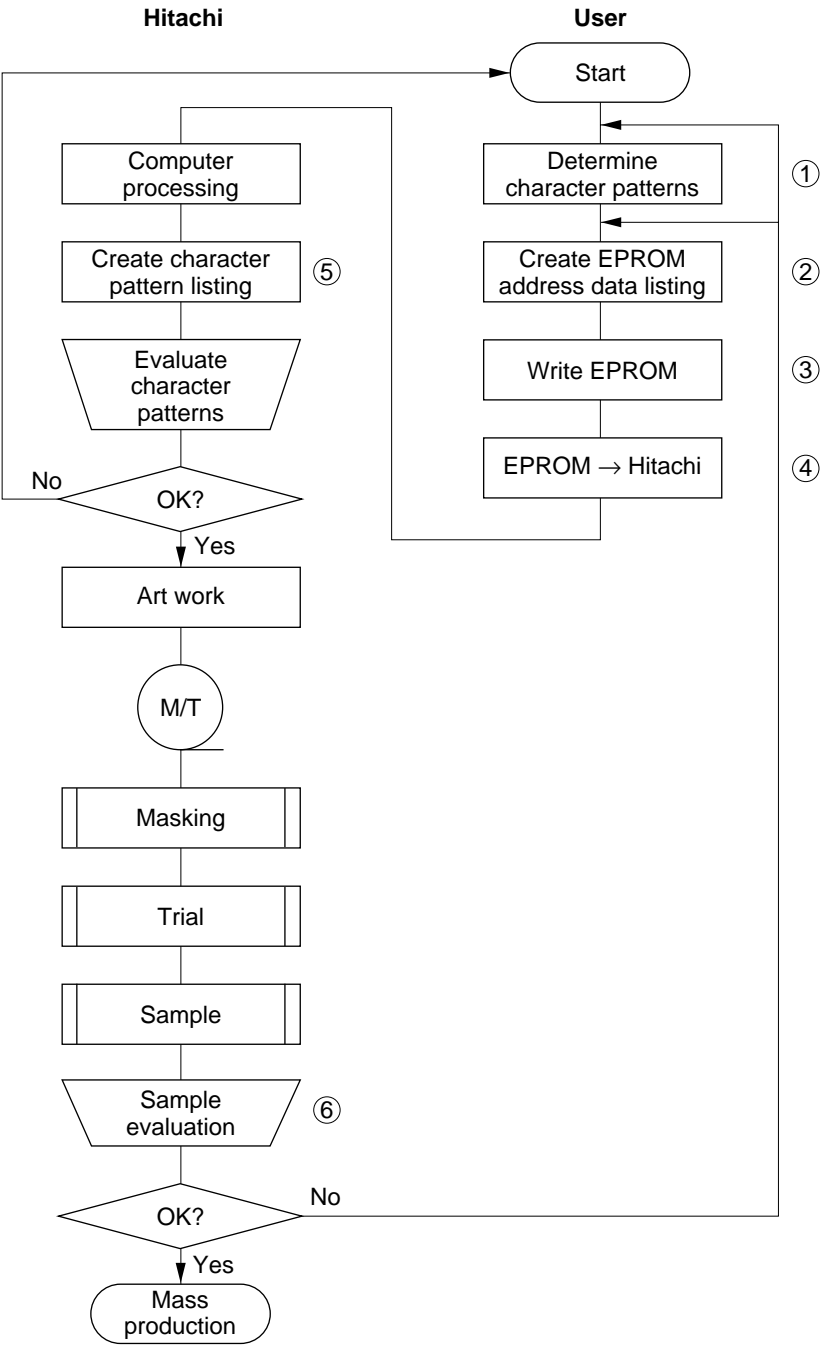 Hitachi
User
Start
Computer
processing
Determine
character patterns
①
Create character
pattern listing
⑤
Create EPROM
address data listing
②
Evaluate
character
patterns
Write EPROM
③
EPROM → Hitachi
④
No
OK?
Yes
Art work
M/T
Masking
Trial
Sample
Sample
evaluation
⑥
No
OK?
Yes
Mass
production